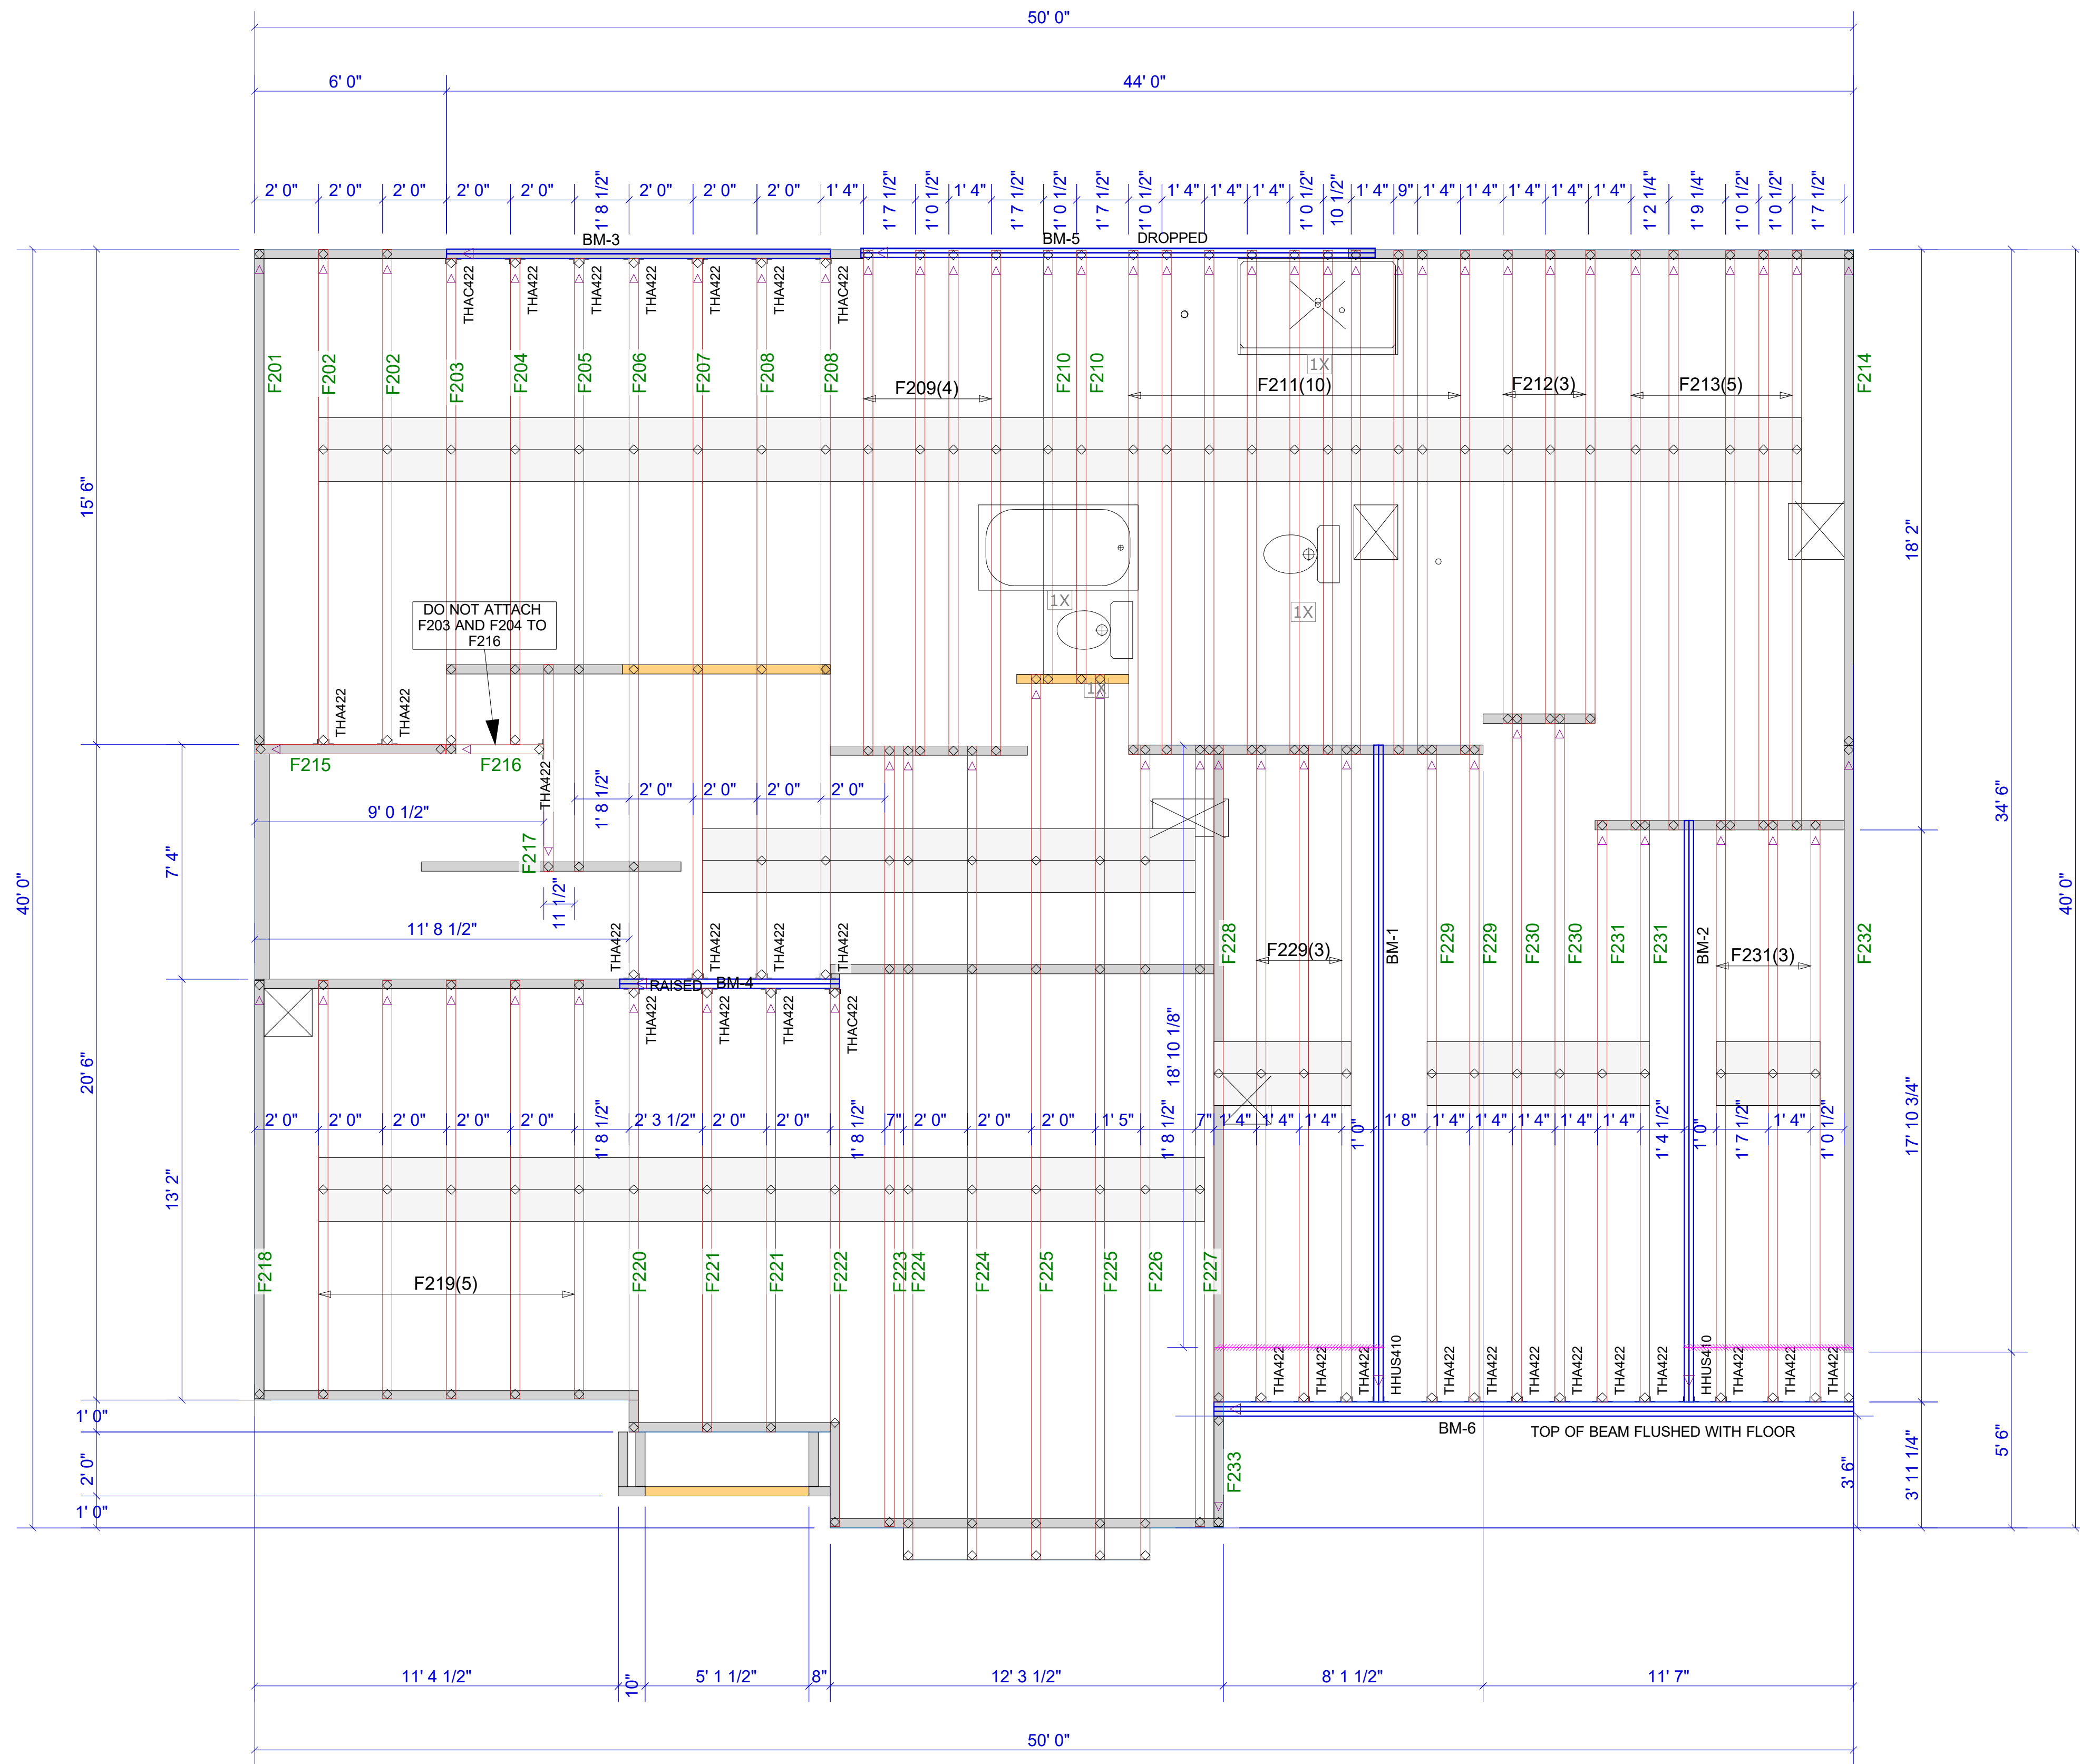 50' 0"
6' 0"
44' 0"
2' 0"
2' 0"
2' 0"
2' 0"
2' 0"
1' 8 1/2"
2' 0"
2' 0"
2' 0"
1' 4"
1' 7 1/2"
1' 0 1/2"
1' 4"
1' 7 1/2"
1' 0 1/2"
1' 7 1/2"
1' 0 1/2"
1' 4"
1' 4"
1' 4"
1' 0 1/2"
10 1/2"
1' 4"
9"
1' 4"
1' 4"
1' 4"
1' 4"
1' 4"
1' 2 1/4"
1' 9 1/4"
1' 0 1/2"
1' 0 1/2"
1' 7 1/2"
BM-3
BM-5
DROPPED
THAC422
THA422
THA422
THA422
THA422
THA422
THAC422
F201
F202
F202
F203
F204
F205
F206
F207
F208
F208
F209(4)
F210
F210
F211(10)
1X
F212(3)
F213(5)
F214
15' 6"
18' 2"
34' 6"
40' 0"
40' 0"
DO NOT ATTACH
F203 AND F204 TO
F216
1X
1X
1X
THA422
THA422
F215
F216
THA422
9' 0 1/2"
1' 8 1/2"
2' 0"
2' 0"
2' 0"
2' 0"
7' 4"
F217
11 1/2"
11' 8 1/2"
THA422
THA422
THA422
THA422
RAISED
BM-4
THA422
THA422
THA422
THAC422
F228
F229(3)
BM-1
F229
F229
F230
F230
F231
F231
BM-2
F231(3)
F232
20' 6"
13' 2"
18' 10 1/8"
17' 10 3/4"
2' 0"
2' 0"
2' 0"
2' 0"
2' 0"
1' 8 1/2"
2' 3 1/2"
2' 0"
2' 0"
1' 8 1/2"
7"
2' 0"
2' 0"
2' 0"
1' 5"
1' 8 1/2"
7"
1' 4"
1' 4"
1' 4"
1' 0"
1' 8"
1' 4"
1' 4"
1' 4"
1' 4"
1' 4 1/2"
1' 0"
1' 7 1/2"
1' 4"
1' 0 1/2"
F218
F219(5)
F220
F221
F221
F222
F223
F224
F224
F225
F225
F226
F227
THA422
THA422
THA422
HHUS410
THA422
THA422
THA422
THA422
THA422
THA422
HHUS410
THA422
THA422
THA422
BM-6
TOP OF BEAM FLUSHED WITH FLOOR
F233
1' 0"
2' 0"
1' 0"
3' 6"
3' 11 1/4"
5' 6"
11' 4 1/2"
10"
5' 1 1/2"
8"
12' 3 1/2"
8' 1 1/2"
11' 7"
50' 0"